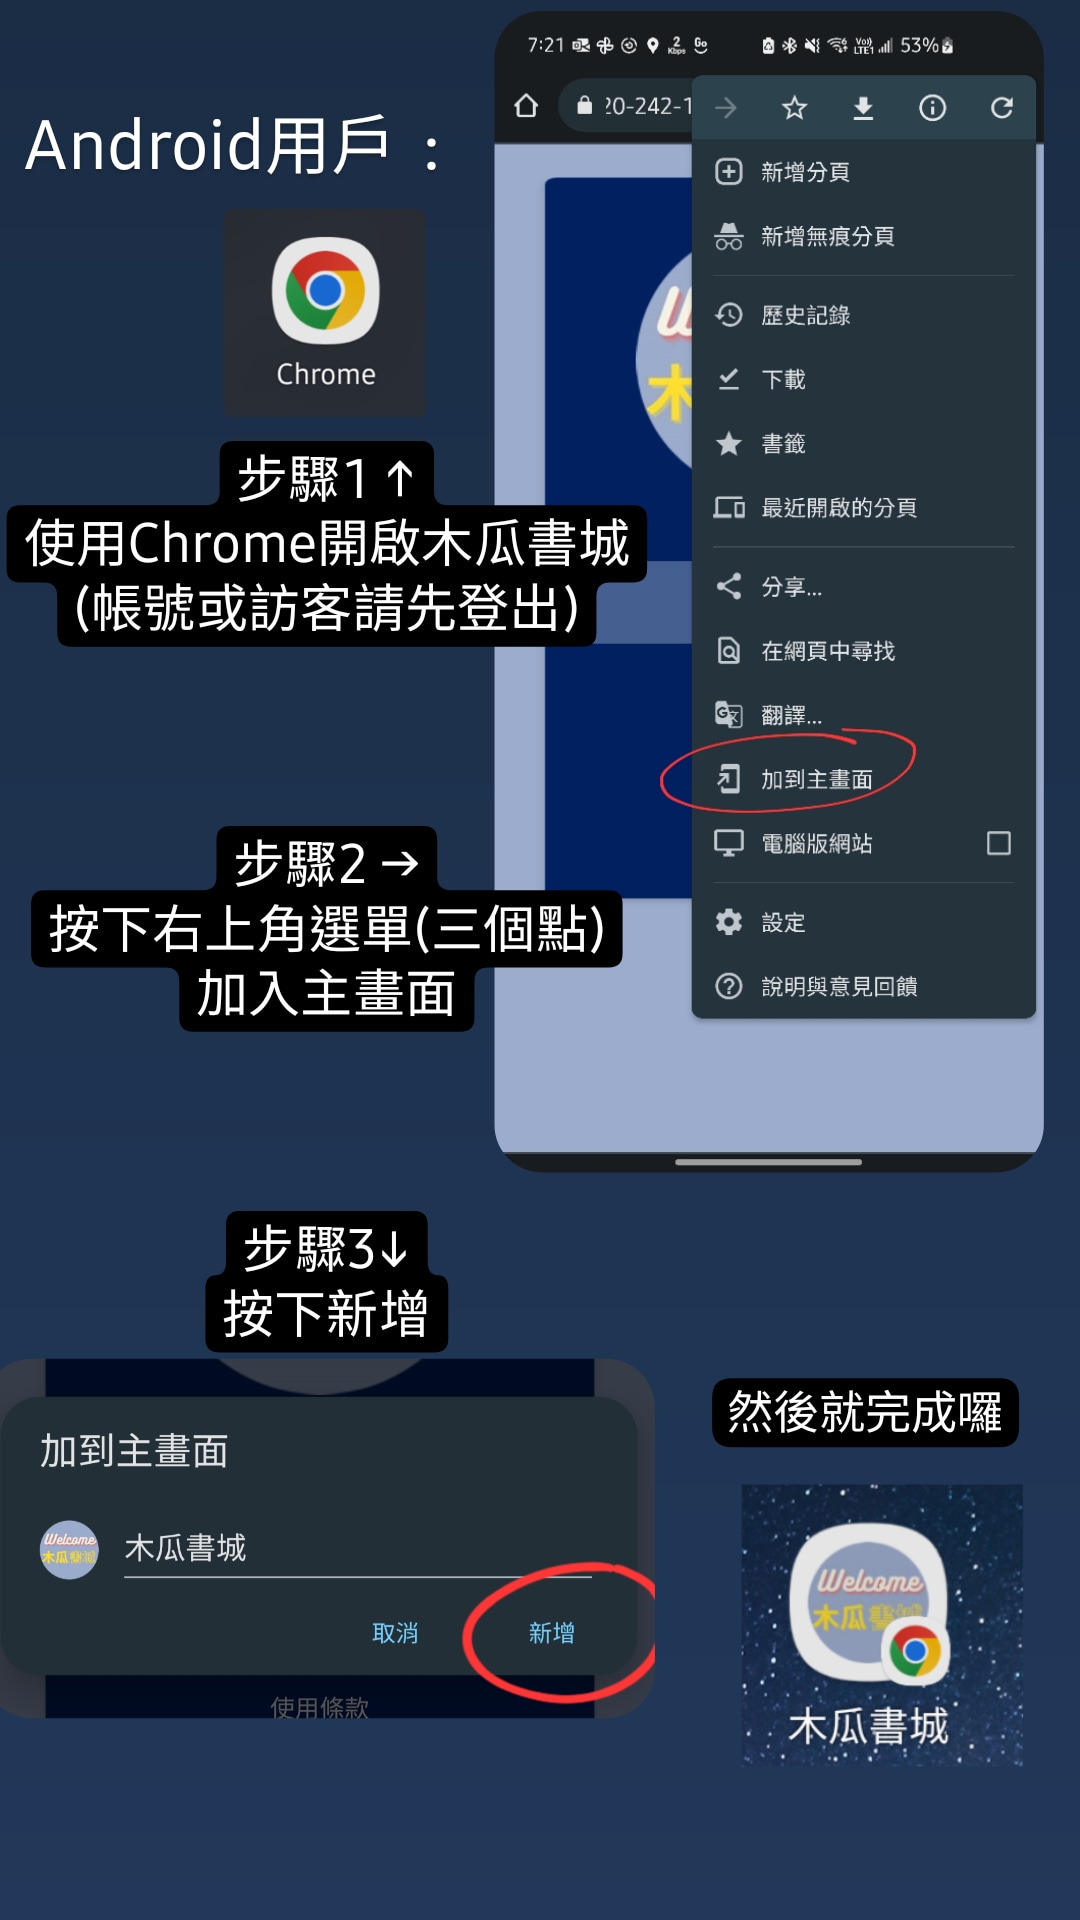 Android用戶：
Chrome
步驟1↑
使用Chrome開啟木瓜書城
(帳號或訪客請先登出)
步驟2→
按下右上角選單(三個點)
加入主畫面
7:21
2
Kbps
Vo))
LTE1
53%
20-242-1
新增分頁
新增無痕分頁
歷史記錄
下載
書籤
最近開啟的分頁
分享...
在網頁中尋找
翻譯...
加到主畫面
電腦版網站
設定
說明與意見回饋
木
步驟3↓
按下新增
加到主畫面
Welcome
木瓜書城
木瓜書城
取消
新增
使用條款
然後就完成囉
Welcome
木瓜書城
木瓜書城